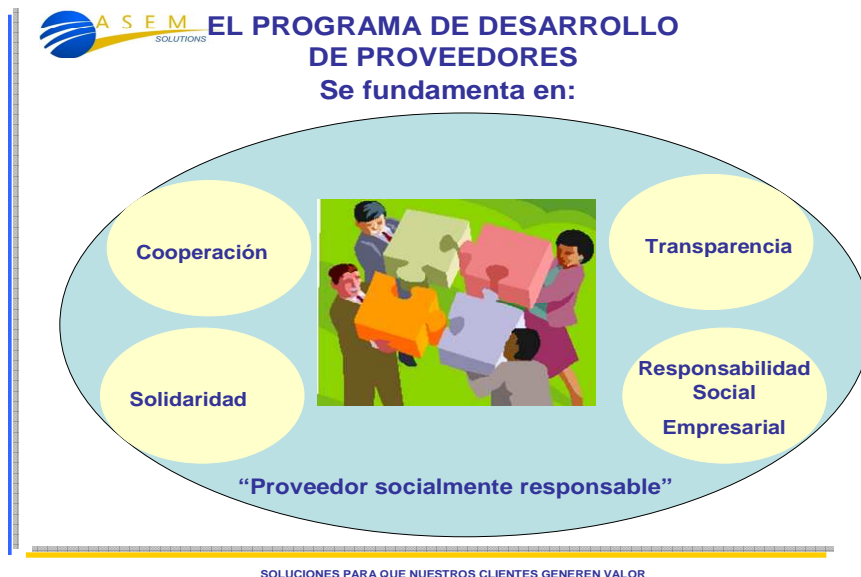 A S E M
SOLUTIONS
EL PROGRAMA DE DESARROLLO
DE PROVEEDORES
Se fundamenta en:
Cooperación
Transparencia
Solidaridad
Responsabilidad
Social
Empresarial
“Proveedor socialmente responsable”
SOLUCIONES PARA QUE NUESTROS CLIENTES GENEREN VALOR